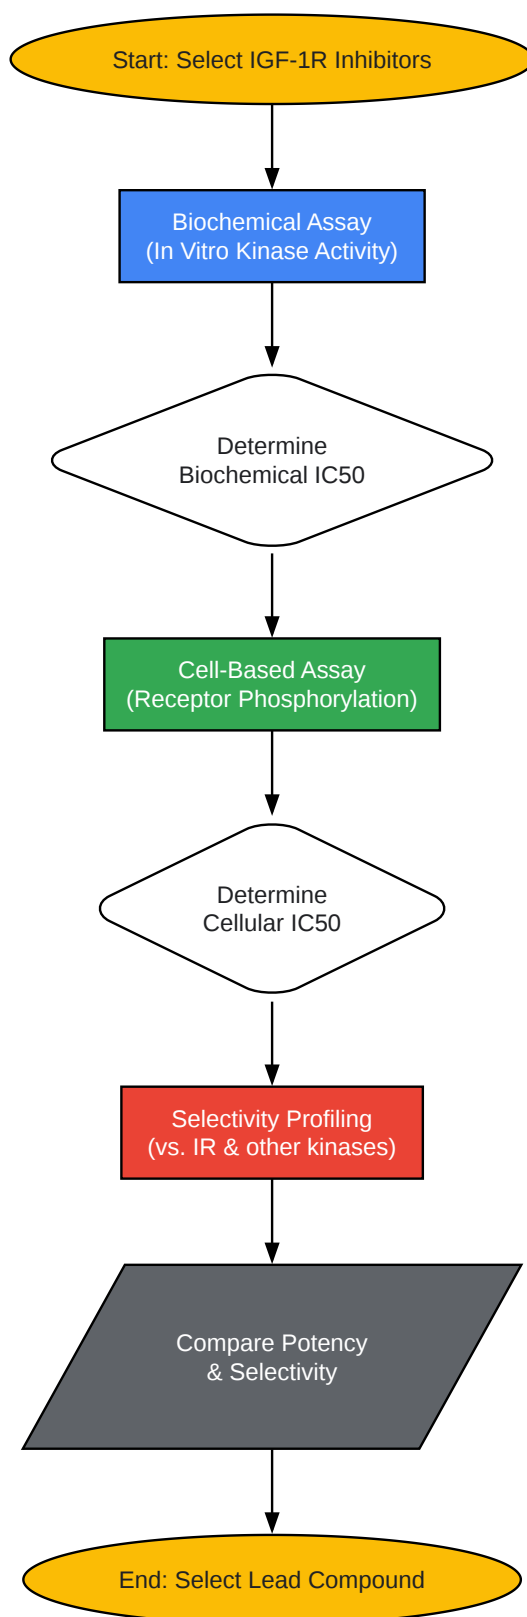 Start: Select IGF-1R Inhibitors
Biochemical Assay
(In Vitro Kinase Activity)
Determine
Biochemical IC50
Cell-Based Assay
(Receptor Phosphorylation)
Determine
Cellular IC50
Selectivity Profiling
(vs. IR & other kinases)
Compare Potency
& Selectivity
End: Select Lead Compound